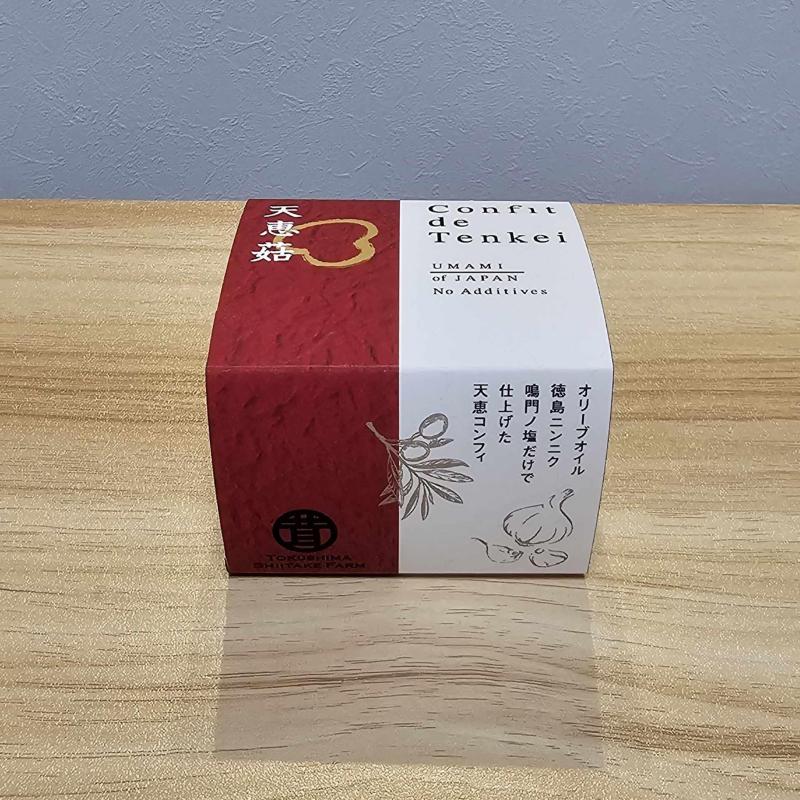 天恵菇
Confit
de
Tenkei
UMAMI
of JAPAN
No Additives
オリーブオイル
徳島ニンニク
鳴門ノ塩だけで
仕上げた
天恵コンフィ
TOKUSHIMA
SHIITAKE FARM